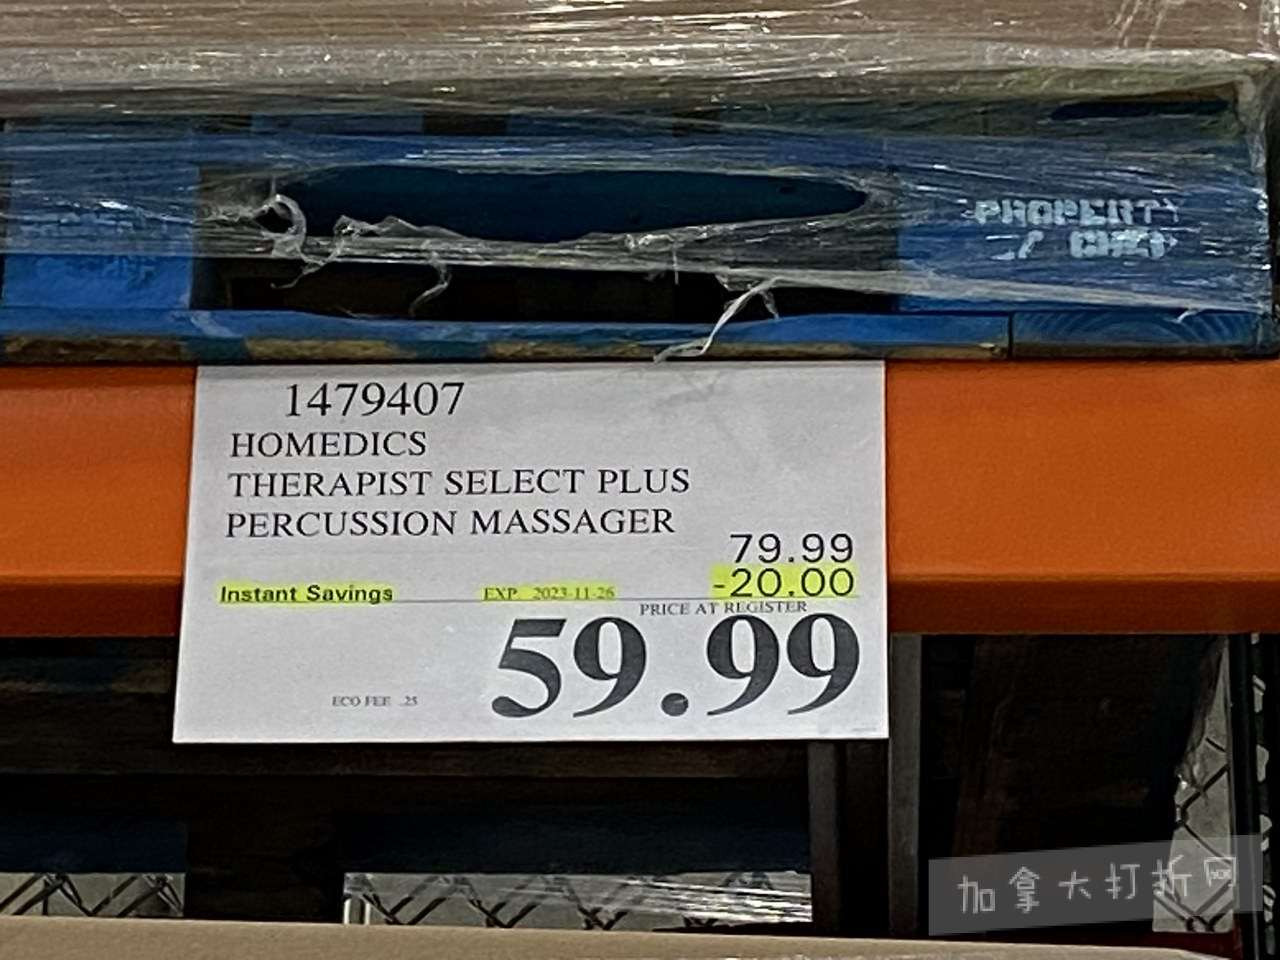 PROPERTY
1479407
HOMEDICS
THERAPIST SELECT PLUS
PERCUSSION MASSAGER
79.99
Instant Savings EXP. 2023-11-26 -20.00
PRICE AT REGISTER
59.99
ECO FEE .25
加拿大打折网